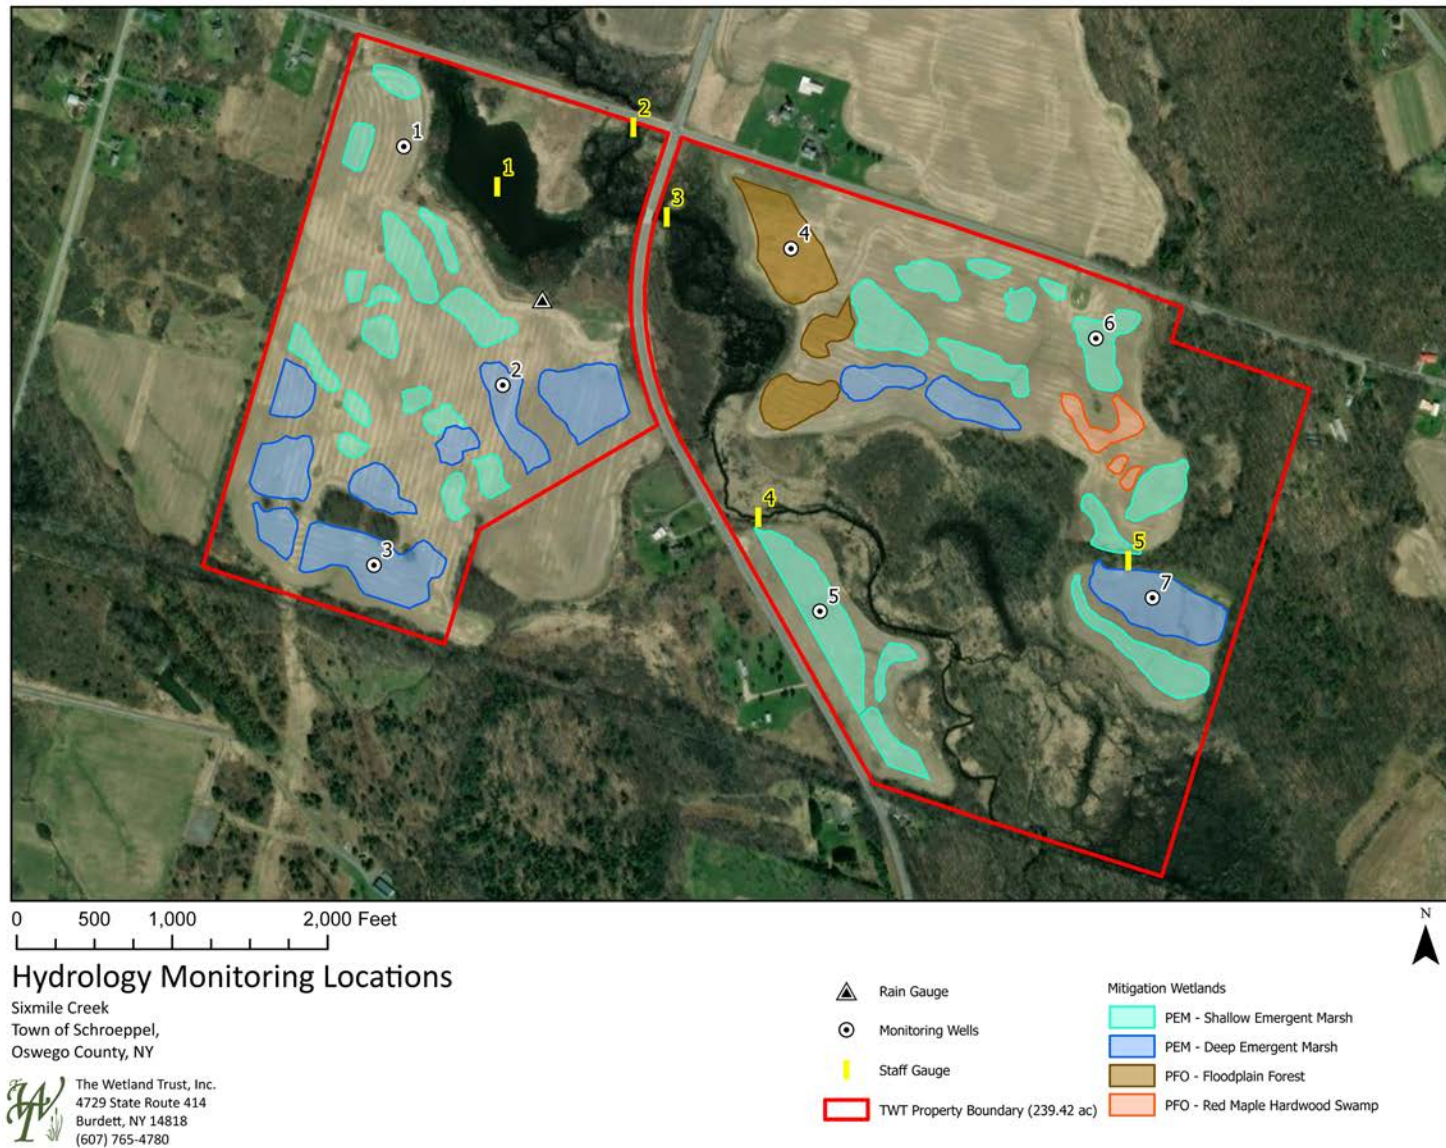 2
1
1
3
4
6
2
4
5
3
5
7
0 500 1,000 2,000 Feet
N
Hydrology Monitoring Locations
Sixmile Creek
Town of Schroeppel,
Oswego County, NY
The Wetland Trust, Inc.
4729 State Route 414
Burdett, NY 14818
(607) 765-4780
Rain Gauge
Monitoring Wells
Staff Gauge
TWT Property Boundary (239.42 ac)
Mitigation Wetlands
PEM - Shallow Emergent Marsh
PEM - Deep Emergent Marsh
PFO - Floodplain Forest
PFO - Red Maple Hardwood Swamp